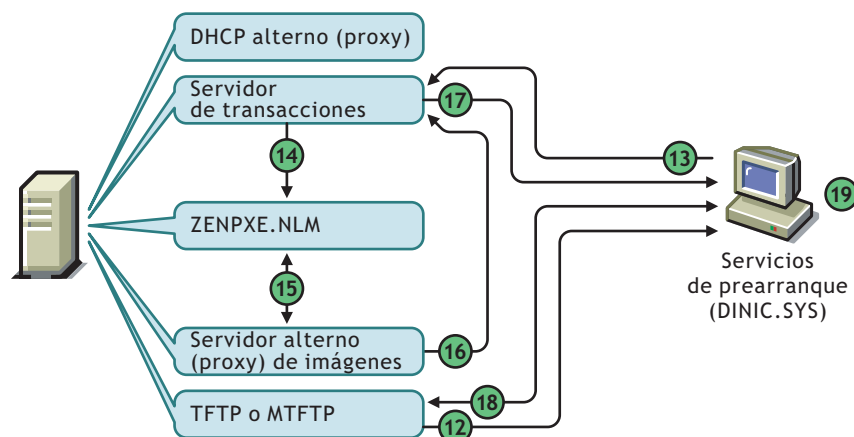 DHCP alterno (proxy)
Servidor
de transacciones
17
13
14
19
ZENPXE.NLM
15
Servicios
de prearranque
(DINIC.SYS)
Servidor alterno
(proxy) de imágenes
16
18
TFTP o MTFTP
12